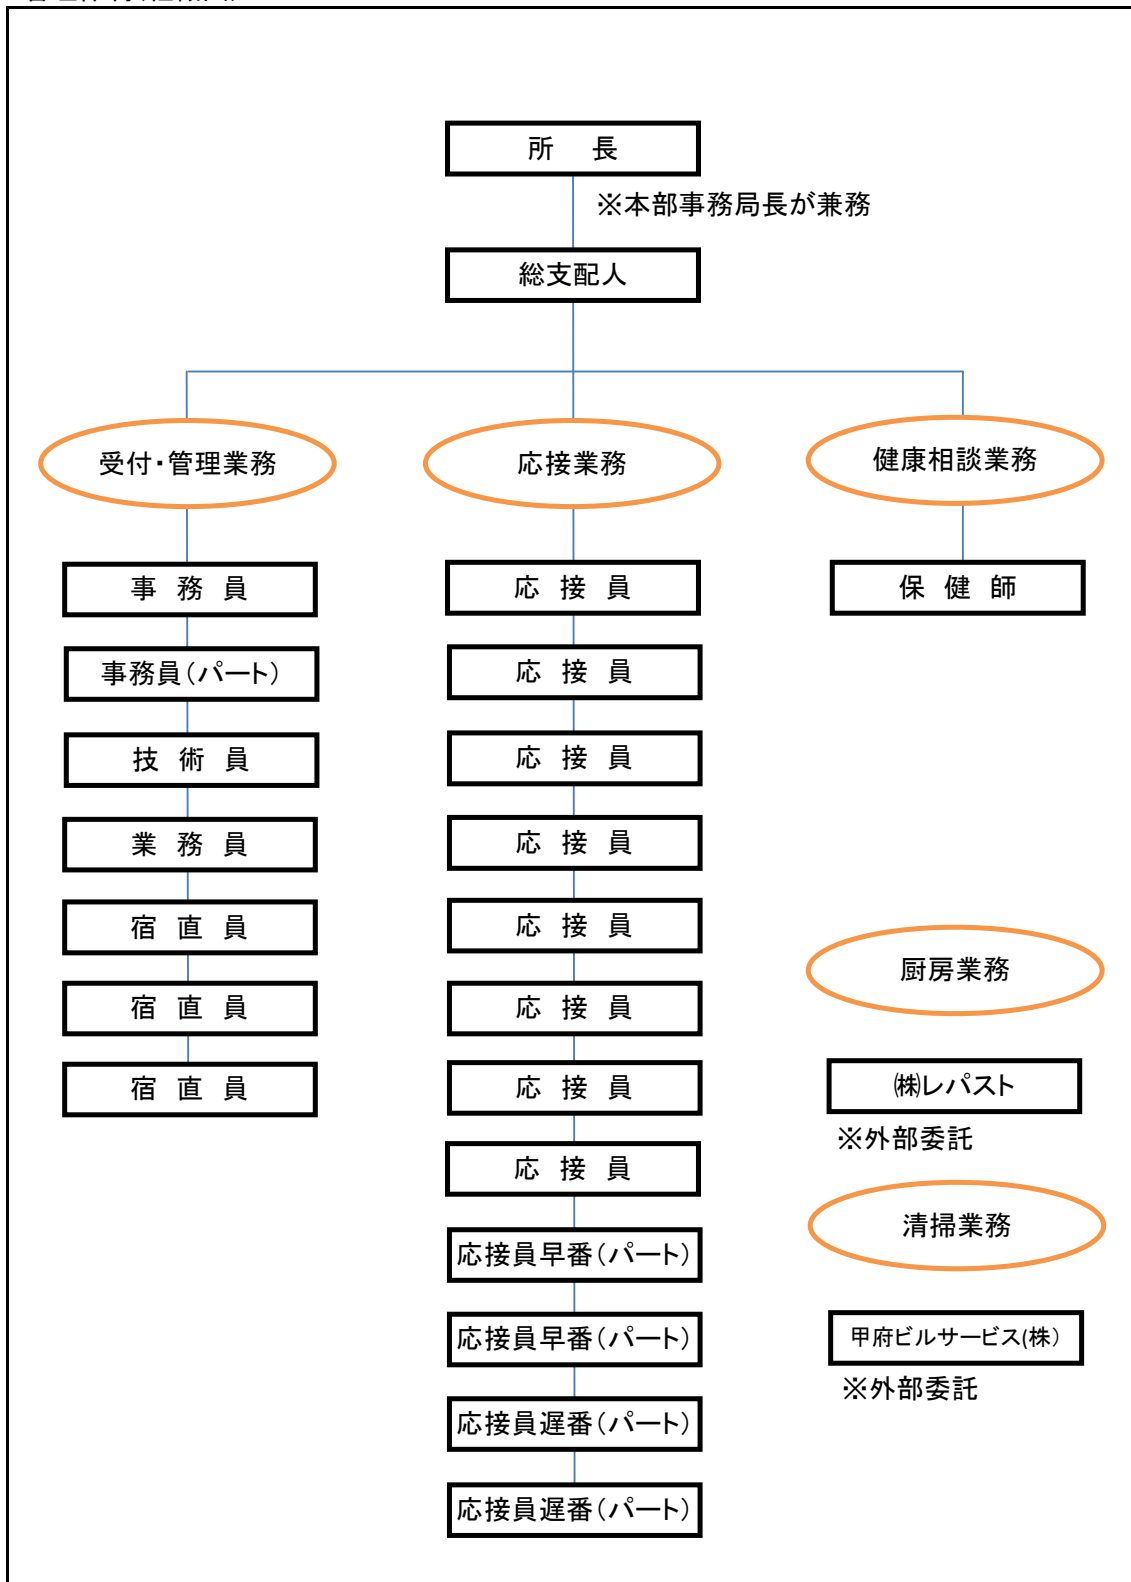 所 長
※本部事務局長が兼務
総支配人
受付・管理業務
応接業務
健康相談業務
事 務 員
事務員(パート)
技 術 員
業 務 員
宿 直 員
宿 直 員
宿 直 員
応 接 員
応 接 員
応 接 員
応 接 員
応 接 員
応 接 員
応 接 員
応 接 員
応接員早番(パート)
応接員早番(パート)
応接員遅番(パート)
応接員遅番(パート)
保 健 師
厨房業務
㈱レパスト
※外部委託
清掃業務
甲府ビルサービス(株)
※外部委託